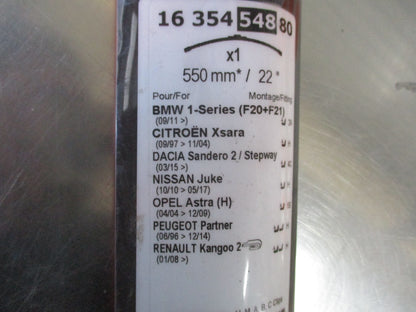 16 354 548 80
x1
550 mm* / 22"
Pour/For Montage/Fitting
BMW 1-Series (F20+F21)
(09/11 >)
CITROËN Xsara
(09/97 > 11/04) H
DACIA Sandero 2 / Stepway
(03/15 >)
NISSAN Juke
(10/10 > 05/17) H
OPEL Astra (H)
(04/04 > 12/09)
PEUGEOT Partner
(06/96 > 12/14) H
RENAULT Kangoo 2
(01/08 >) H